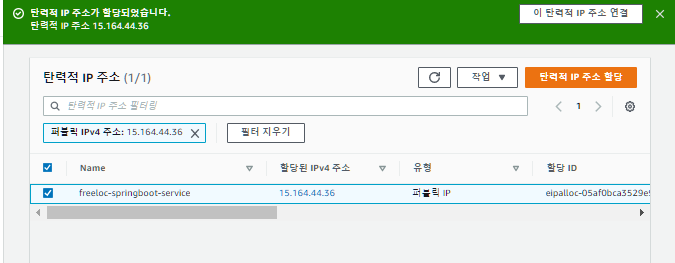 탄력적 IP 주소가 할당되었습니다.
탄력적 IP 주소 15.164.44.36
이 탄력적 IP 주소 연결
탄력적 IP 주소 (1/1)
작업
탄력적 IP 주소 할당
탄력적 IP 주소 필터링
1
퍼블릭 IPv4 주소: 15.164.44.36
필터 지우기
Name 할당된 IPv4 주소 유형 할당 ID
freeloc-springboot-service 15.164.44.36 퍼블릭 IP eipalloc-05af0bca3529e